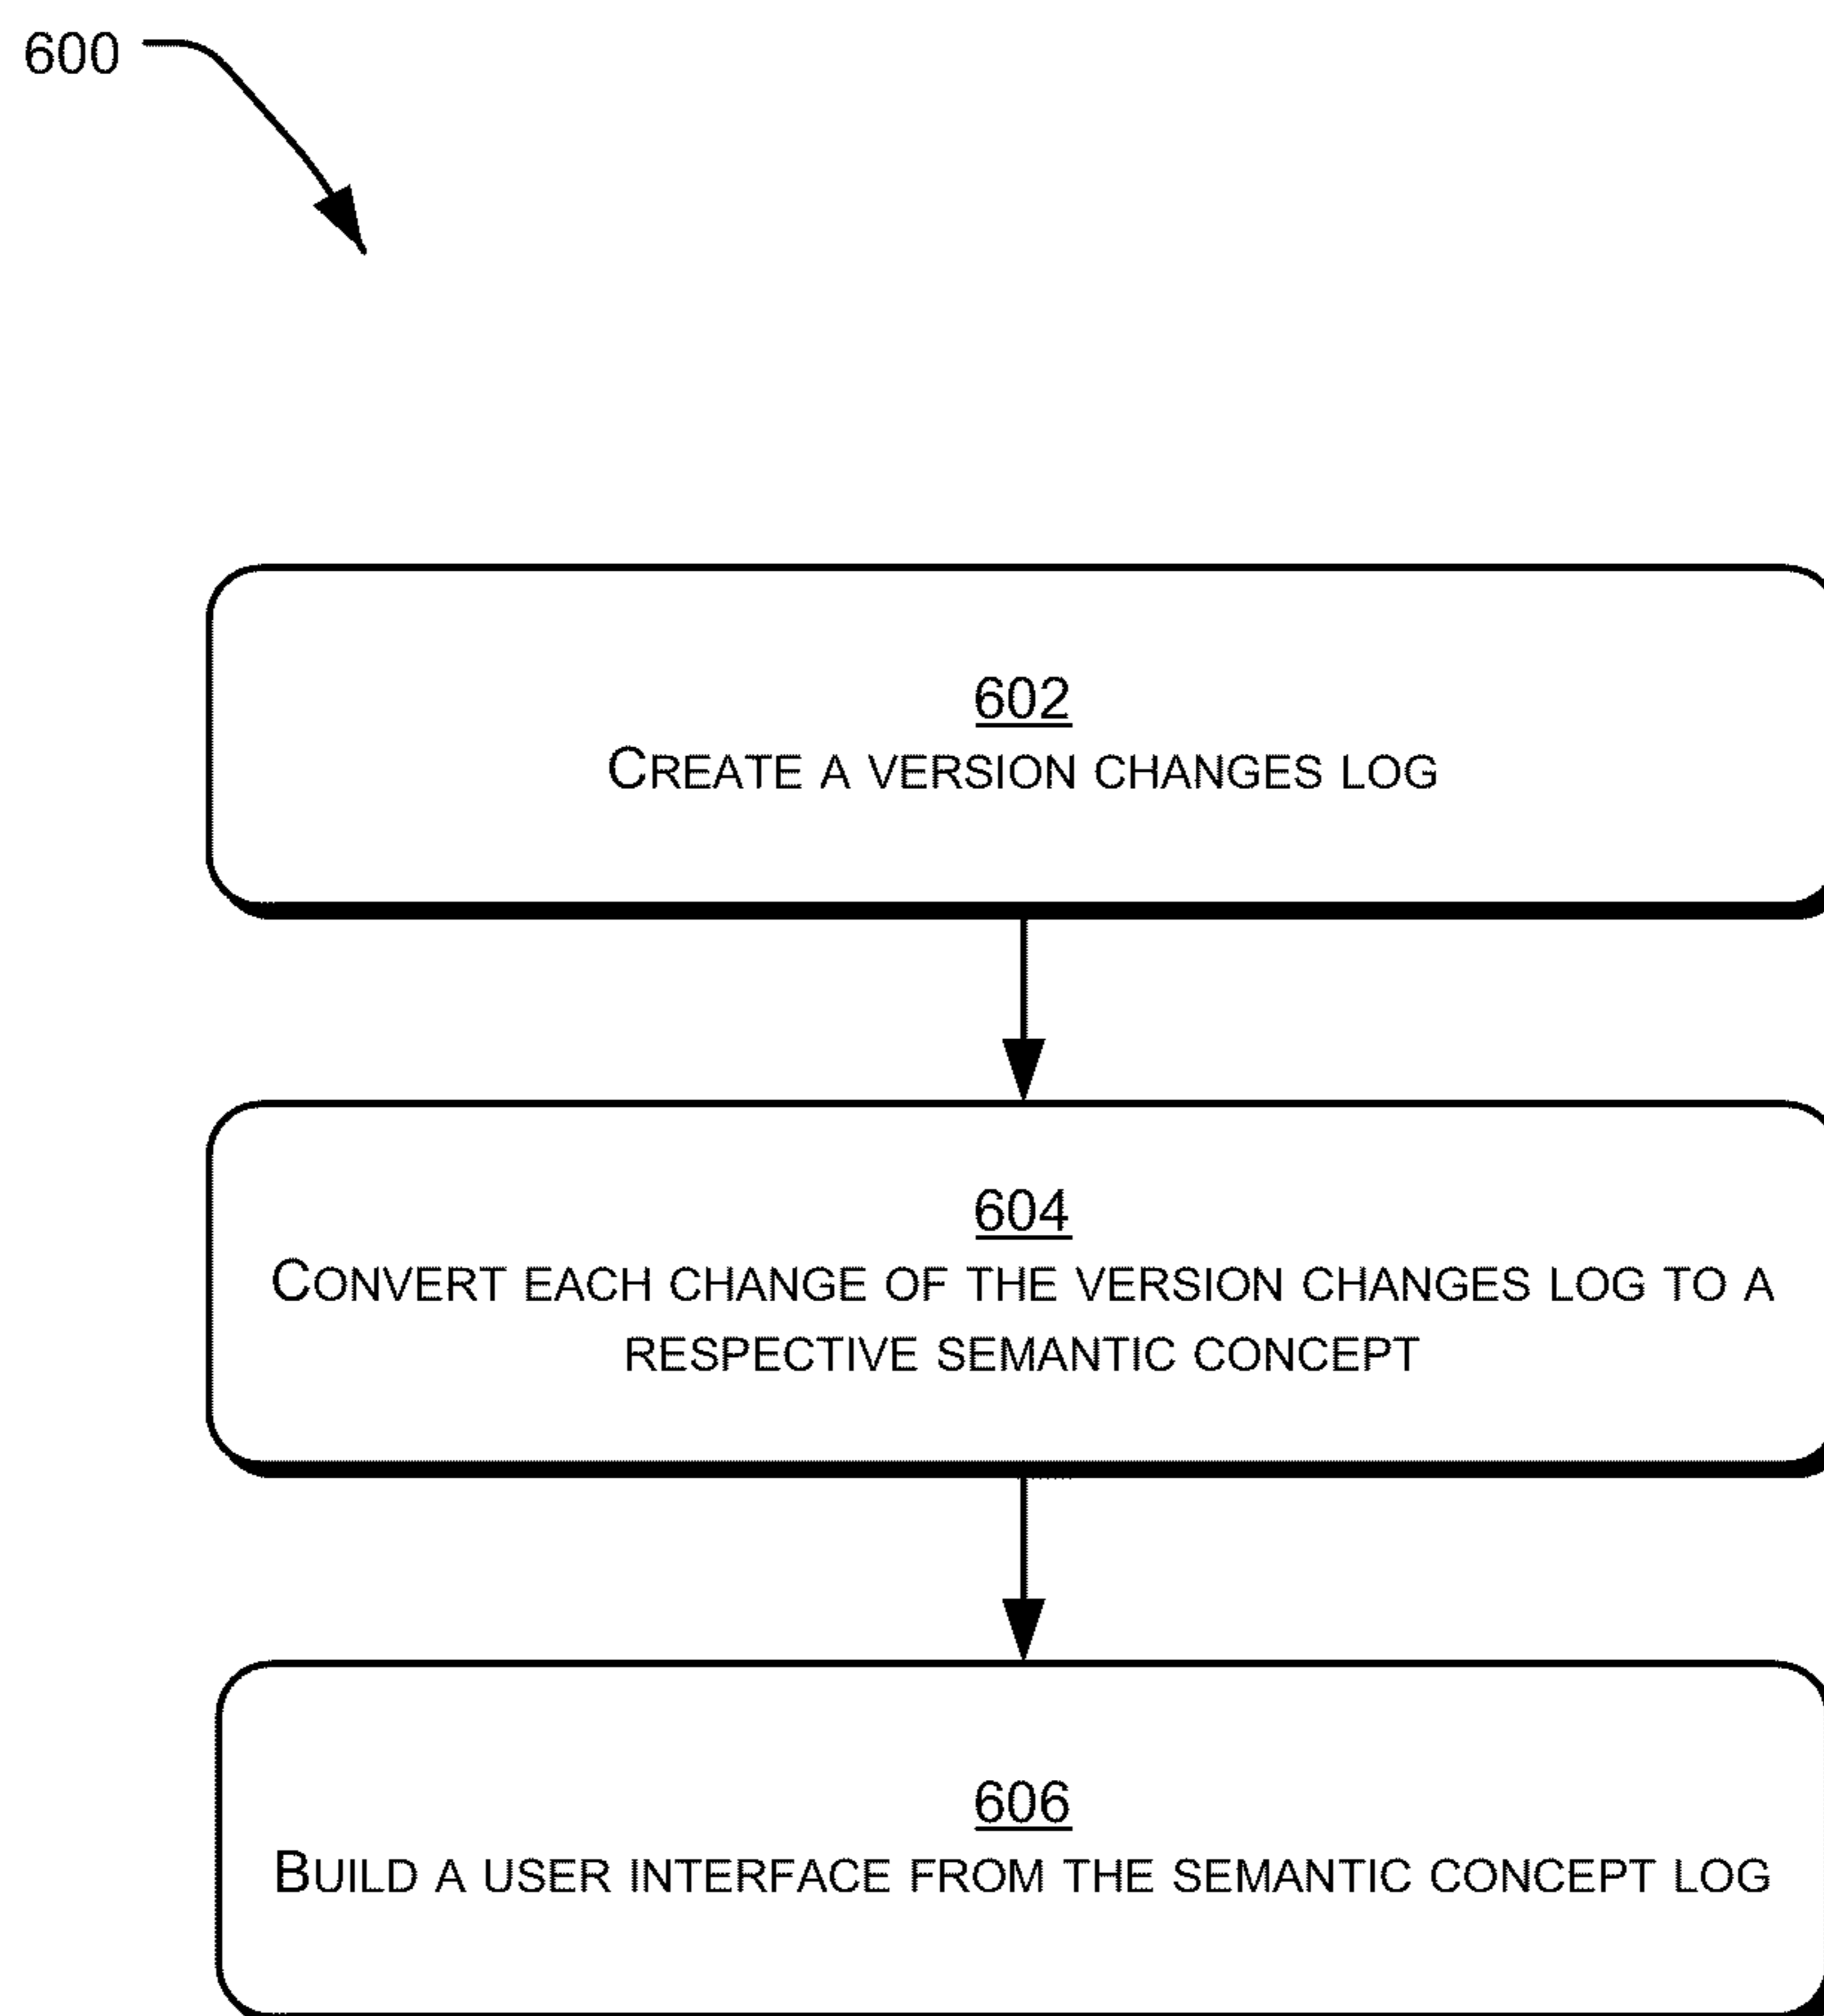 600
602
CREATE A VERSION CHANGES LOG
604
CONVERT EACH CHANGE OF THE VERSION CHANGES LOG TO A
RESPECTIVE SEMANTIC CONCEPT
606
BUILD A USER INTERFACE FROM THE SEMANTIC CONCEPT LOG